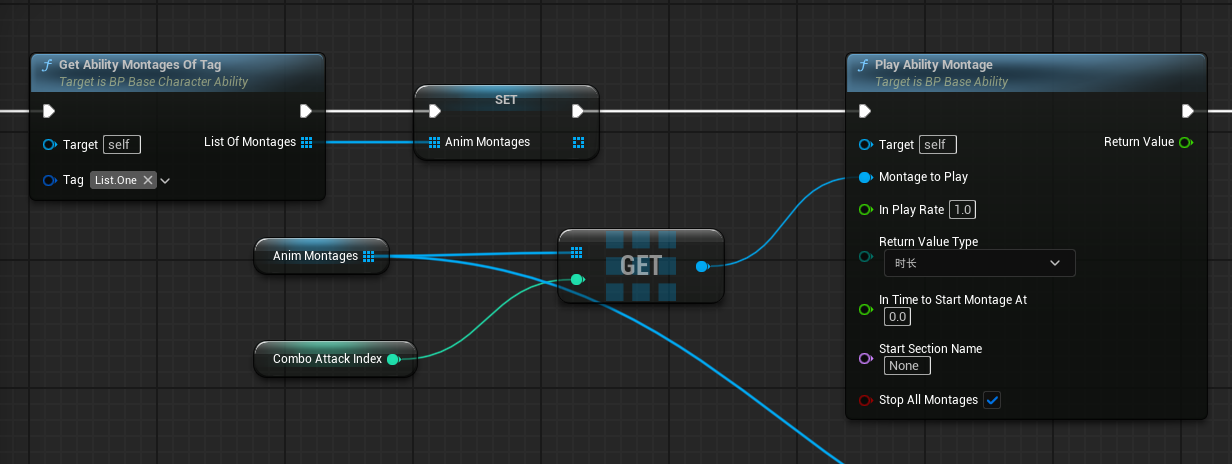 Get Ability Montages Of Tag
Target is BP Base Character Ability
Target self
List Of Montages
Tag List.One
SET
Anim Montages
Anim Montages
GET
Combo Attack Index
Play Ability Montage
Target is BP Base Ability
Target self
Return Value
Montage to Play
In Play Rate 1.0
Return Value Type
时长
In Time to Start Montage At
0.0
Start Section Name
None
Stop All Montages